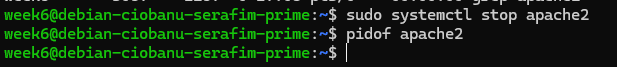 week6@debian-ciobanu-serafim-prime:~$ sudo systemctl stop apache2
week6@debian-ciobanu-serafim-prime:~$ pidof apache2
week6@debian-ciobanu-serafim-prime:~$